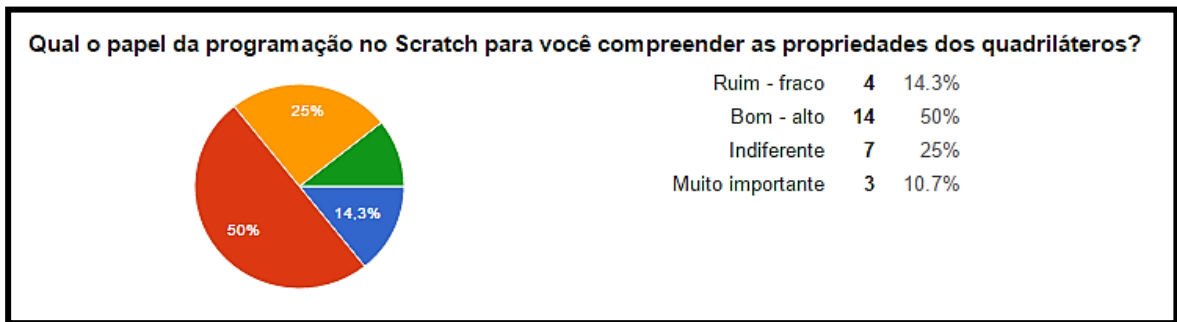 Qual o papel da programação no Scratch para você compreender as propriedades dos quadriláteros?
25%
50%
14,3%
Ruim - fraco 4 14.3%
Bom - alto 14 50%
Indiferente 7 25%
Muito importante 3 10.7%